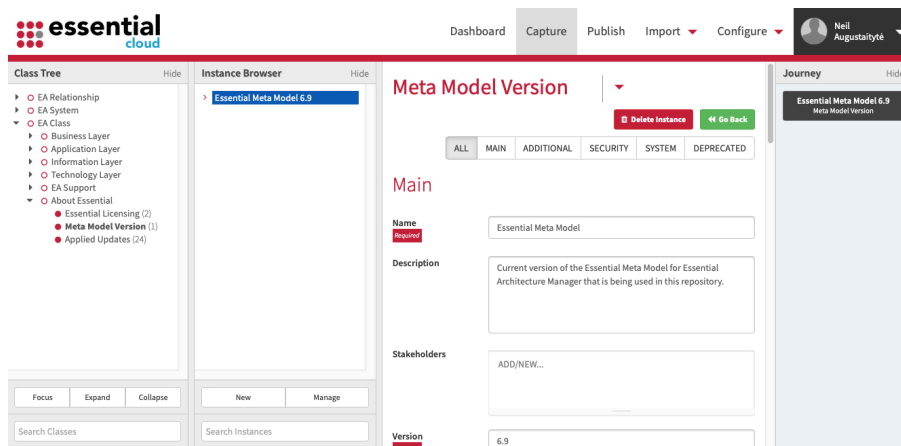 essential
cloud
Dashboard
Capture
Publish
Import
Configure
Neil
Augustaitytė
Class Tree
Hide
EA Relationship
EA System
EA Class
Business Layer
Application Layer
Information Layer
Technology Layer
EA Support
About Essential
Essential Licensing (2)
Meta Model Version (1)
Applied Updates (24)
Focus
Expand
Collapse
Search Classes
Instance Browser
Hide
Essential Meta Model 6.9
New
Manage
Search Instances
Meta Model Version
Delete Instance
Go Back
ALL
MAIN
ADDITIONAL
SECURITY
SYSTEM
DEPRECATED
Main
Name
Required
Essential Meta Model
Description
Current version of the Essential Meta Model for Essential
Architecture Manager that is being used in this repository.
Stakeholders
ADD/NEW...
Version
6.9
Journey
Essential Meta Model 6.9
Meta Model Version